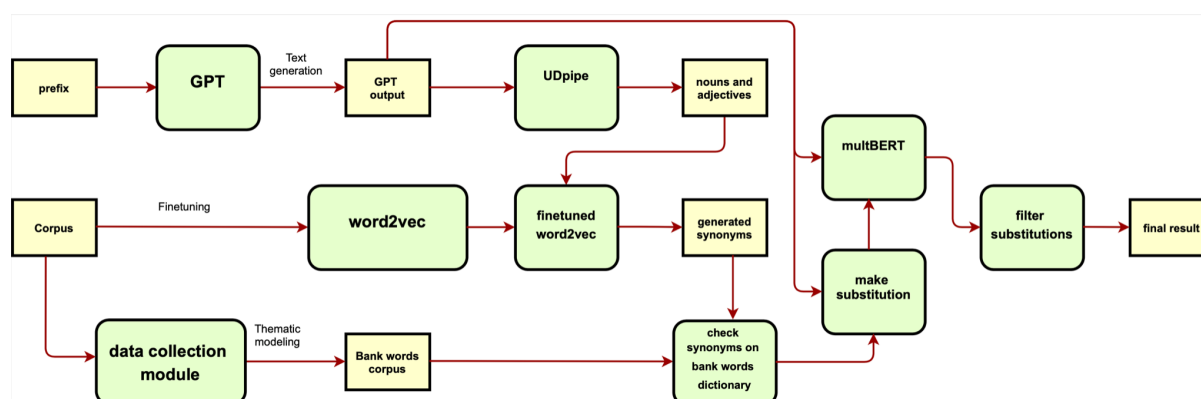 prefix
GPT
Text
generation
GPT
output
UDpipe
nouns and
adjectives
multBERT
Corpus
Finetuning
word2vec
finetuned
word2vec
generated
synonyms
filter
substitutions
final result
make
substitution
data collection
module
Thematic
modeling
Bank words
corpus
check
synonyms on
bank words
dictionary